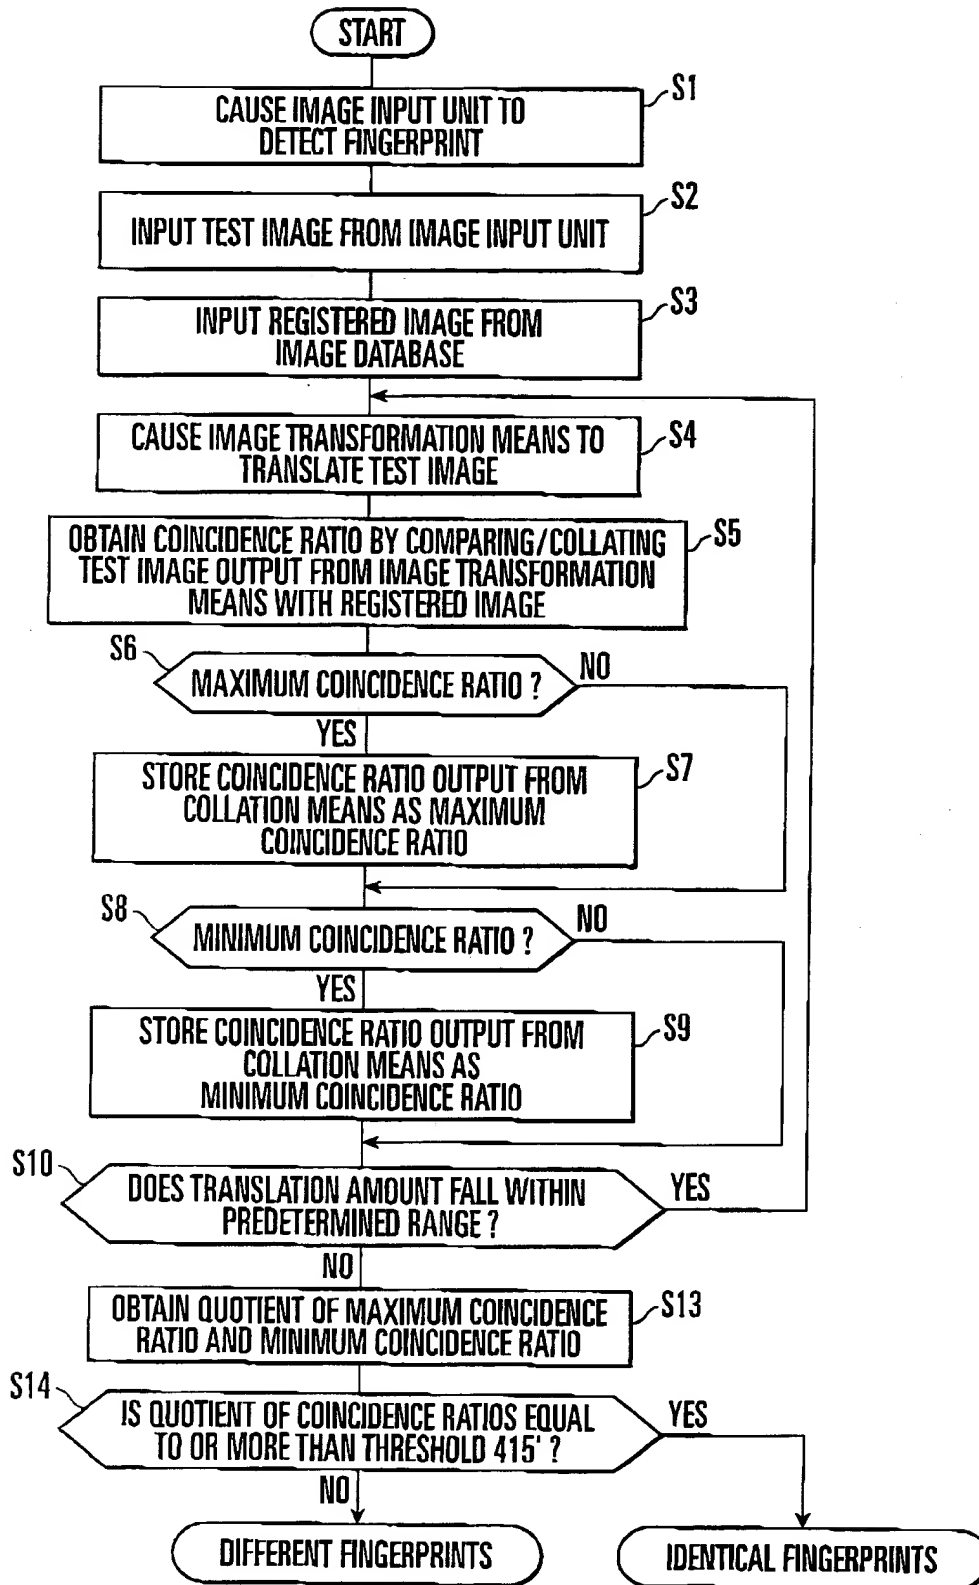 START
S1
CAUSE IMAGE INPUT UNIT TO
DETECT FINGERPRINT
S2
INPUT TEST IMAGE FROM IMAGE INPUT UNIT
S3
INPUT REGISTERED IMAGE FROM
IMAGE DATABASE
S4
CAUSE IMAGE TRANSFORMATION MEANS TO
TRANSLATE TEST IMAGE
S5
OBTAIN COINCIDENCE RATIO BY COMPARING/COLLATING
TEST IMAGE OUTPUT FROM IMAGE TRANSFORMATION
MEANS WITH REGISTERED IMAGE
S6
MAXIMUM COINCIDENCE RATIO ?
NO
YES
S7
STORE COINCIDENCE RATIO OUTPUT FROM
COLLATION MEANS AS MAXIMUM
COINCIDENCE RATIO
S8
MINIMUM COINCIDENCE RATIO ?
NO
YES
S9
STORE COINCIDENCE RATIO OUTPUT FROM
COLLATION MEANS AS
MINIMUM COINCIDENCE RATIO
S10
DOES TRANSLATION AMOUNT FALL WITHIN
PREDETERMINED RANGE ?
YES
NO
S13
OBTAIN QUOTIENT OF MAXIMUM COINCIDENCE
RATIO AND MINIMUM COINCIDENCE RATIO
S14
IS QUOTIENT OF COINCIDENCE RATIOS EQUAL
TO OR MORE THAN THRESHOLD 415' ?
YES
NO
DIFFERENT FINGERPRINTS
IDENTICAL FINGERPRINTS